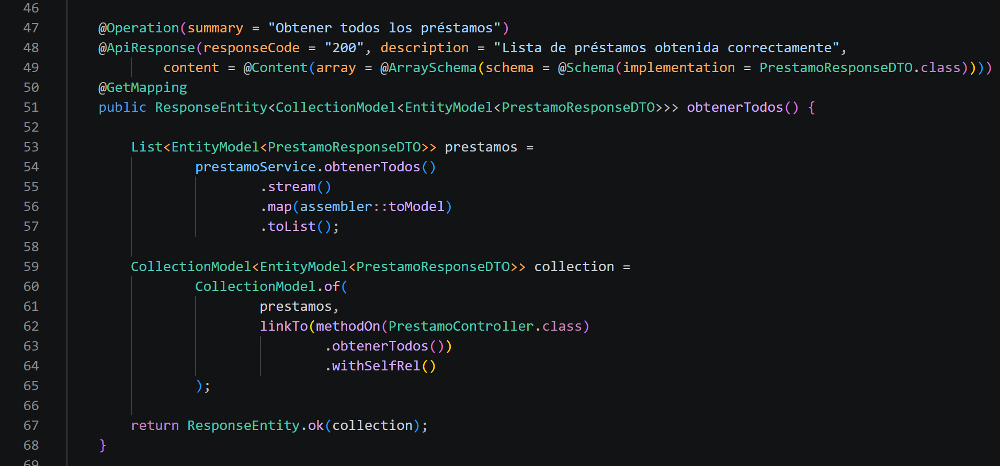 46
47 @Operation(summary = "Obtener todos los préstamos")
48 @ApiResponse(responseCode = "200", description = "Lista de préstamos obtenida correctamente",
49 content = @Content(array = @ArraySchema(schema = @Schema(implementation = PrestamoResponseDTO.class))))
50 @GetMapping
51 public ResponseEntity<CollectionModel<EntityModel<PrestamoResponseDTO>>> obtenerTodos() {
52
53 List<EntityModel<PrestamoResponseDTO>> prestamos =
54 prestamoService.obtenerTodos()
55 .stream()
56 .map(assembler::toModel)
57 .toList();
58
59 CollectionModel<EntityModel<PrestamoResponseDTO>> collection =
60 CollectionModel.of(
61 prestamos,
62 linkTo(methodOn(PrestamoController.class)
63 .obtenerTodos())
64 .withSelfRel()
65 );
66
67 return ResponseEntity.ok(collection);
68 }
69